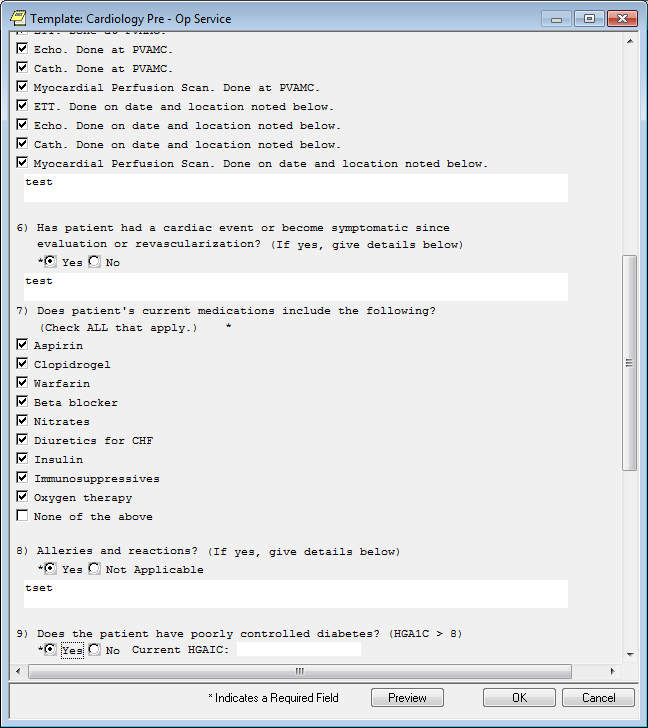 Template: Cardiology Pre - Op Service
ETT. Done at PVAMC.
Echo. Done at PVAMC.
Cath. Done at PVAMC.
Myocardial Perfusion Scan. Done at PVAMC.
ETT. Done on date and location noted below.
Echo. Done on date and location noted below.
Cath. Done on date and location noted below.
Myocardial Perfusion Scan. Done on date and location noted below.
test
6) Has patient had a cardiac event or become symptomatic since
evaluation or revascularization? (If yes, give details below)
* Yes No
test
7) Does patient's current medications include the following?
(Check ALL that apply.) *
Aspirin
Clopidrogel
Warfarin
Beta blocker
Nitrates
Diuretics for CHF
Insulin
Immunosuppressives
Oxygen therapy
None of the above
8) Alleries and reactions? (If yes, give details below)
* Yes Not Applicable
tset
9) Does the patient have poorly controlled diabetes? (HGA1C > 8)
* Yes No Current HGAIC:
* Indicates a Required Field Preview OK Cancel